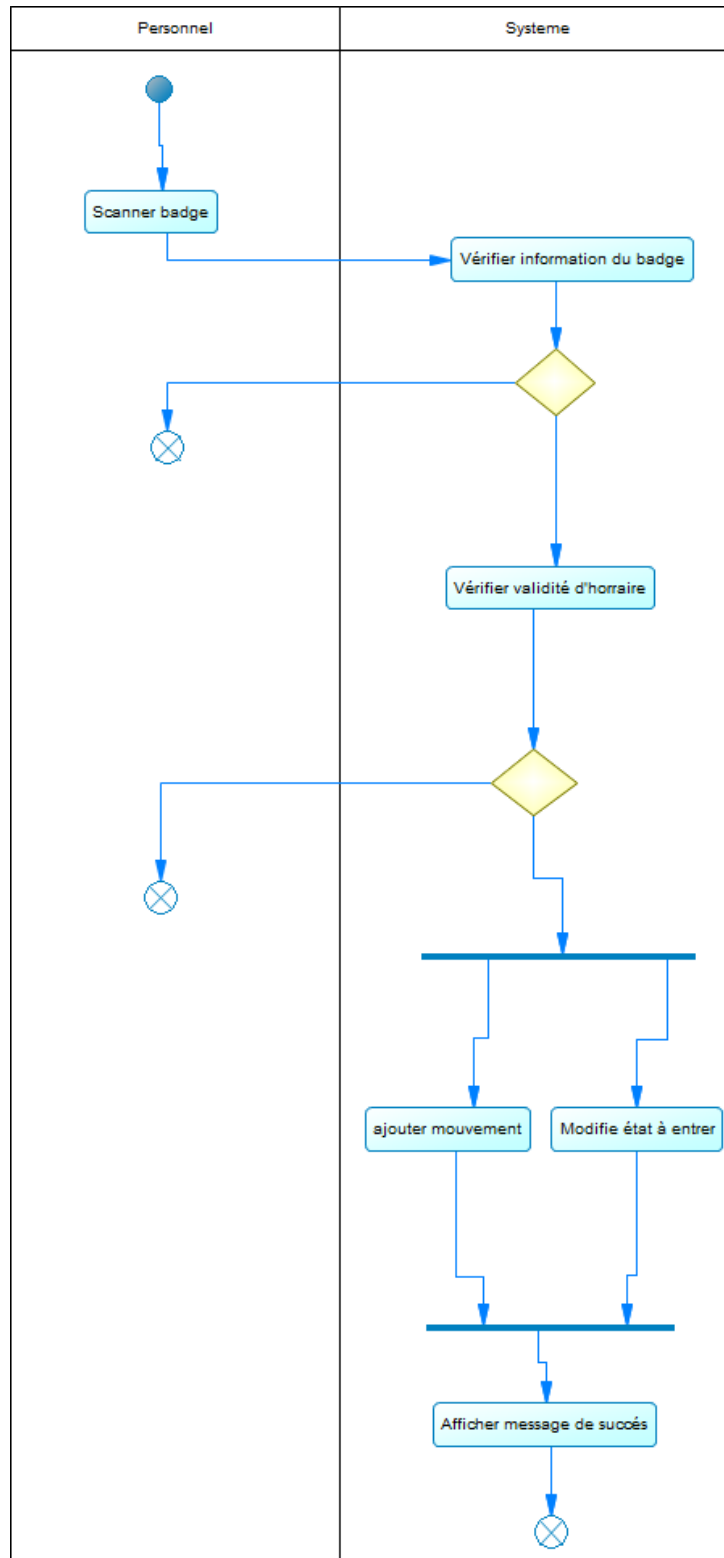 Personnel
Systeme
Scanner badge
Vérifier information du badge
Vérifier validité d'horraire
ajouter mouvement
Modifie état à entrer
Afficher message de succés